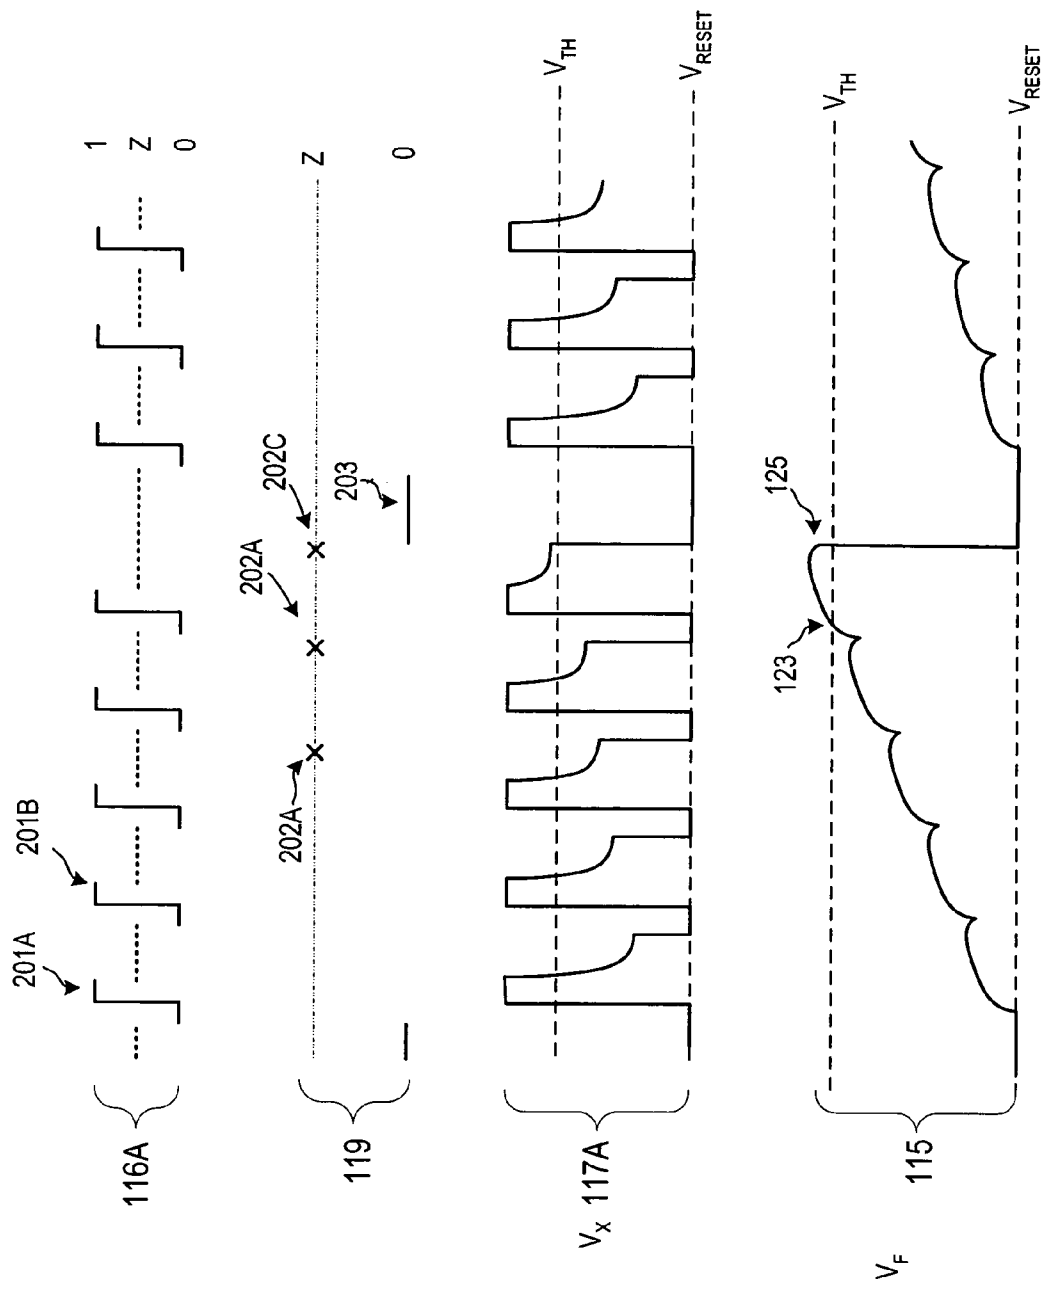 201A
201B
116A
1
Z
0
202A
202A
202C
203
119
Z
0
V_X 117A
V_TH
V_RESET
123
125
V_F
115
V_TH
V_RESET